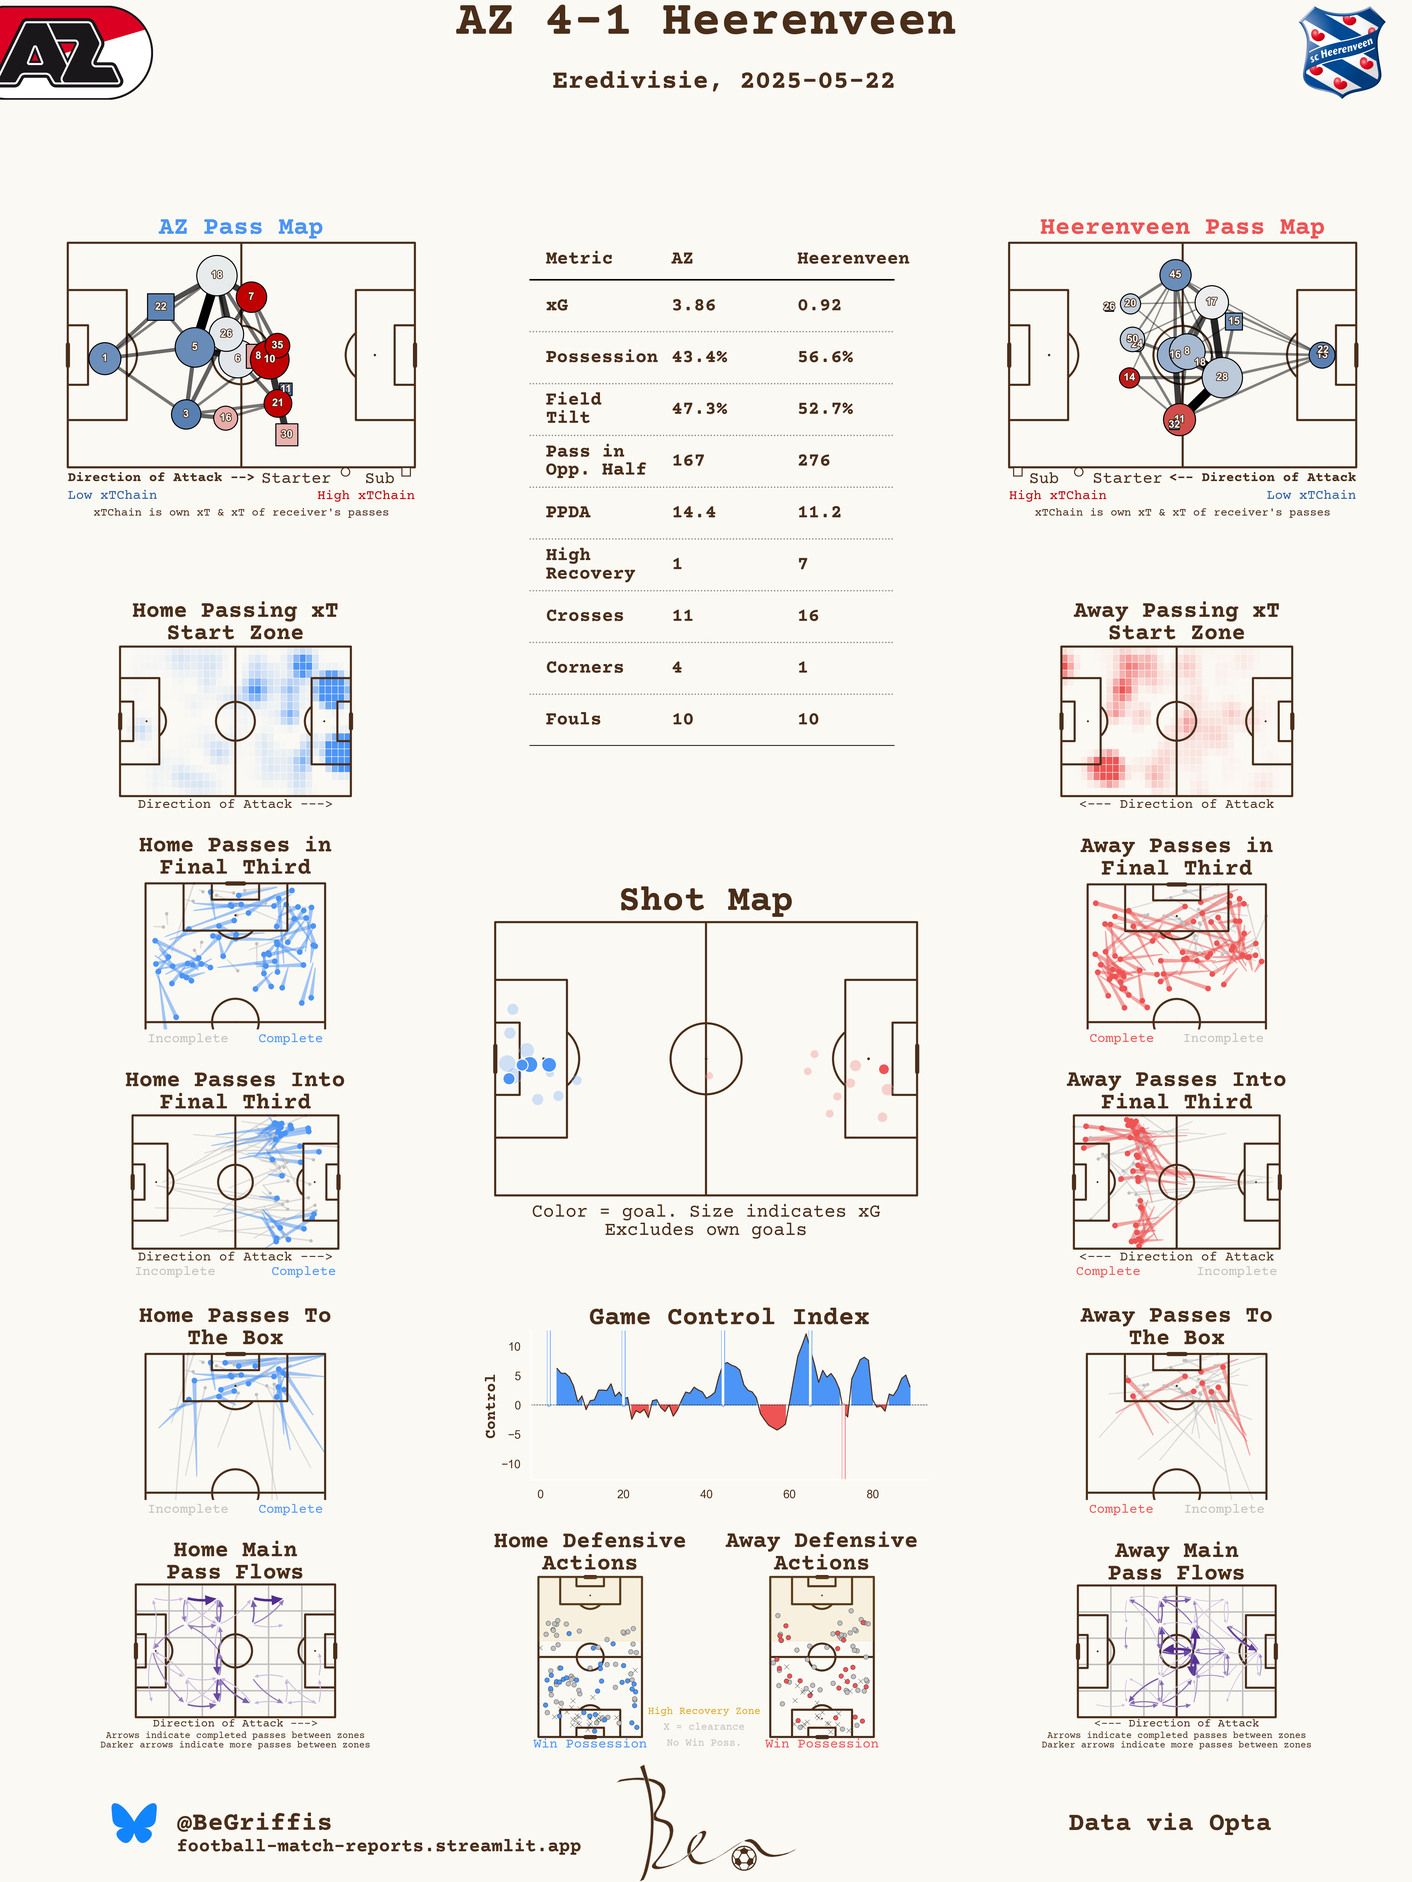 AZ 4-1 Heerenveen
Eredivisie, 2025-05-22
AZ
sc Heerenveen
AZ Pass Map
18
7
22
26
5
35
1
6
8
10
11
21
3
16
30
Direction of Attack --> Starter Sub
Low xTChain High xTChain
xTChain is own xT & xT of receiver's passes
Metric AZ Heerenveen
xG 3.86 0.92
Possession 43.4% 56.6%
Field
Tilt 47.3% 52.7%
Pass in
Opp. Half 167 276
PPDA 14.4 11.2
High
Recovery 1 7
Crosses 11 16
Corners 4 1
Fouls 10 10
Heerenveen Pass Map
45
26
20
17
15
50
16
8
18
22
14
28
11
32
Sub Starter <-- Direction of Attack
High xTChain Low xTChain
xTChain is own xT & xT of receiver's passes
Home Passing xT
Start Zone
Direction of Attack --->
Away Passing xT
Start Zone
<--- Direction of Attack
Home Passes in
Final Third
Incomplete Complete
Away Passes in
Final Third
Complete Incomplete
Shot Map
Color = goal. Size indicates xG
Excludes own goals
Home Passes Into
Final Third
Direction of Attack --->
Incomplete Complete
Away Passes Into
Final Third
<--- Direction of Attack
Complete Incomplete
Home Passes To
The Box
Incomplete Complete
Game Control Index
Control
10
5
0
−5
−10
0 20 40 60 80
Away Passes To
The Box
Complete Incomplete
Home Main
Pass Flows
Direction of Attack --->
Arrows indicate completed passes between zones
Darker arrows indicate more passes between zones
Home Defensive
Actions
Win Possession
Away Defensive
Actions
Win Possession
High Recovery Zone
X = clearance
No Win Poss.
Away Main
Pass Flows
<--- Direction of Attack
Arrows indicate completed passes between zones
Darker arrows indicate more passes between zones
@BeGriffis
football-match-reports.streamlit.app
Ben
Data via Opta